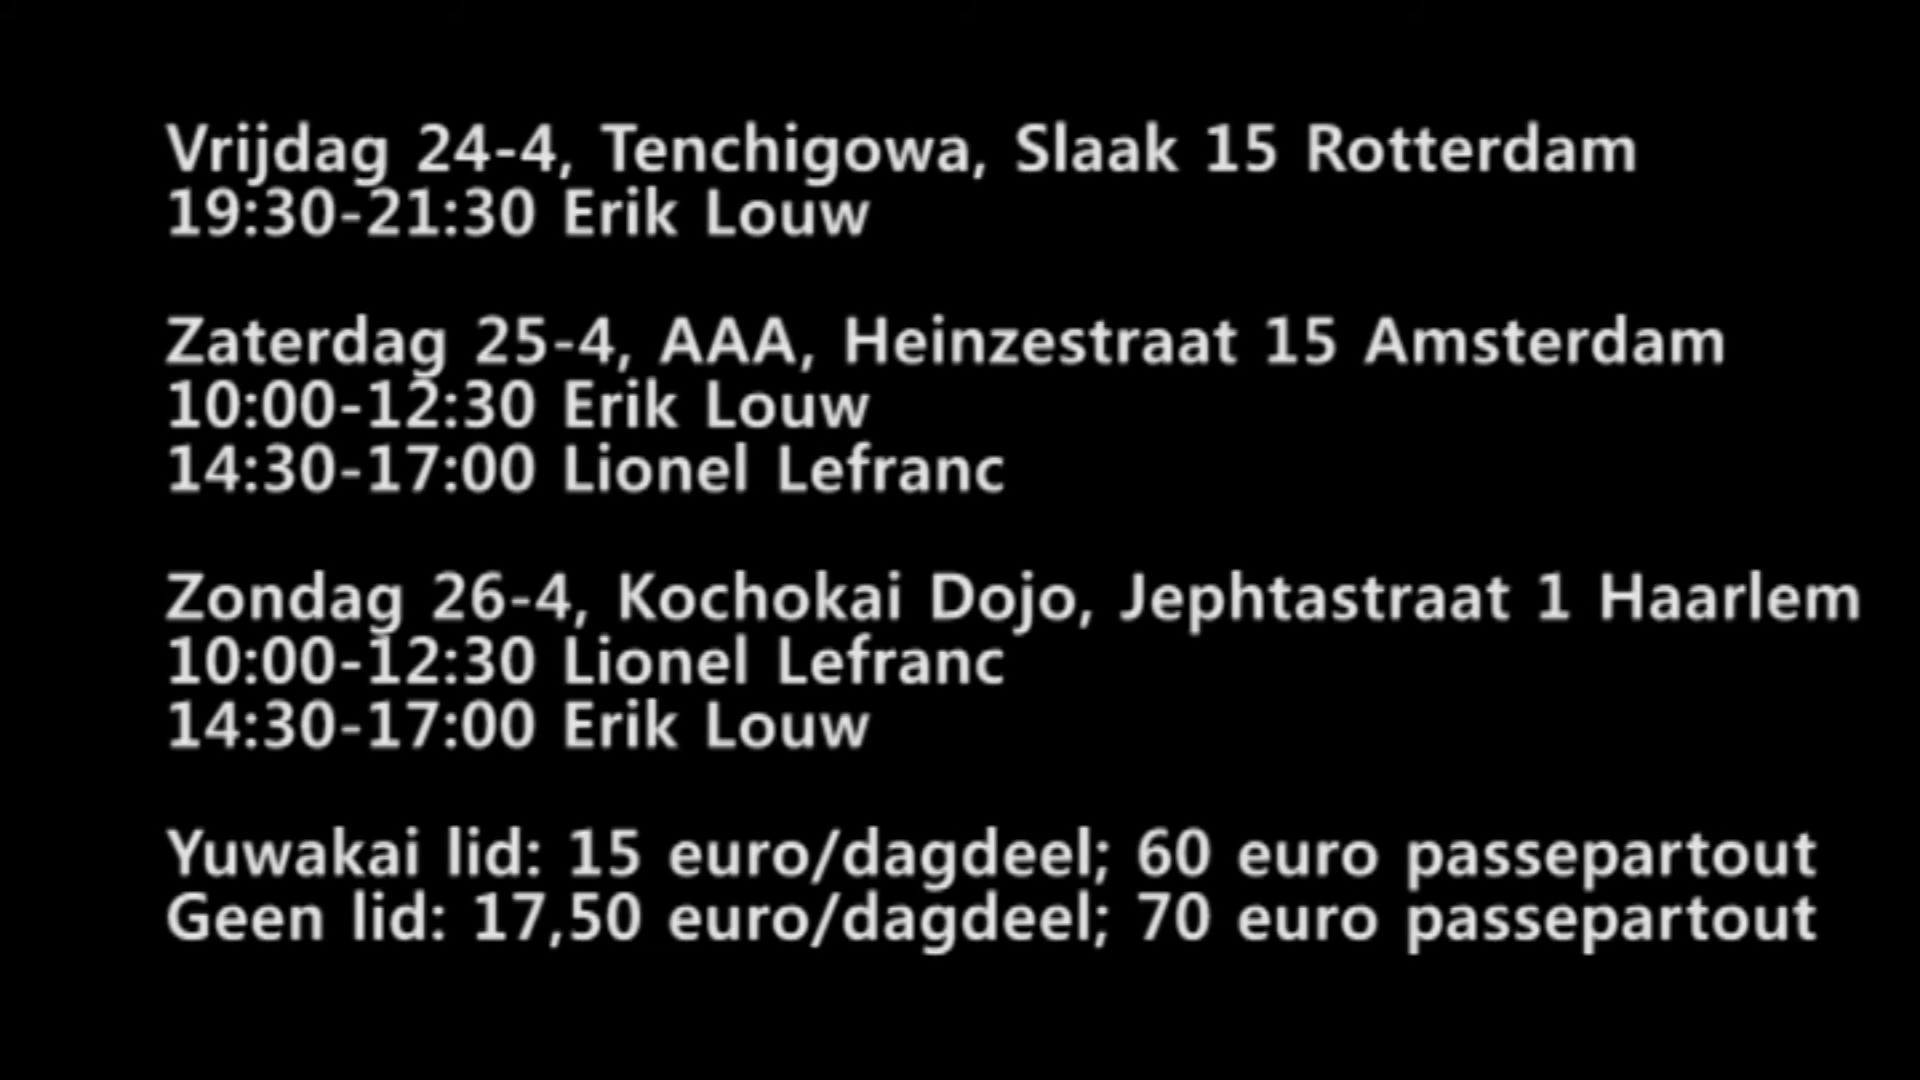 Vrijdag 24-4, Tenchigowa, Slaak 15 Rotterdam
19:30-21:30 Erik Louw
Zaterdag 25-4, AAA, Heinzestraat 15 Amsterdam
10:00-12:30 Erik Louw
14:30-17:00 Lionel Lefranc
Zondag 26-4, Kochokai Dojo, Jephtastraat 1 Haarlem
10:00-12:30 Lionel Lefranc
14:30-17:00 Erik Louw
Yuwakai lid: 15 euro/dagdeel; 60 euro passepartout
Geen lid: 17,50 euro/dagdeel; 70 euro passepartout